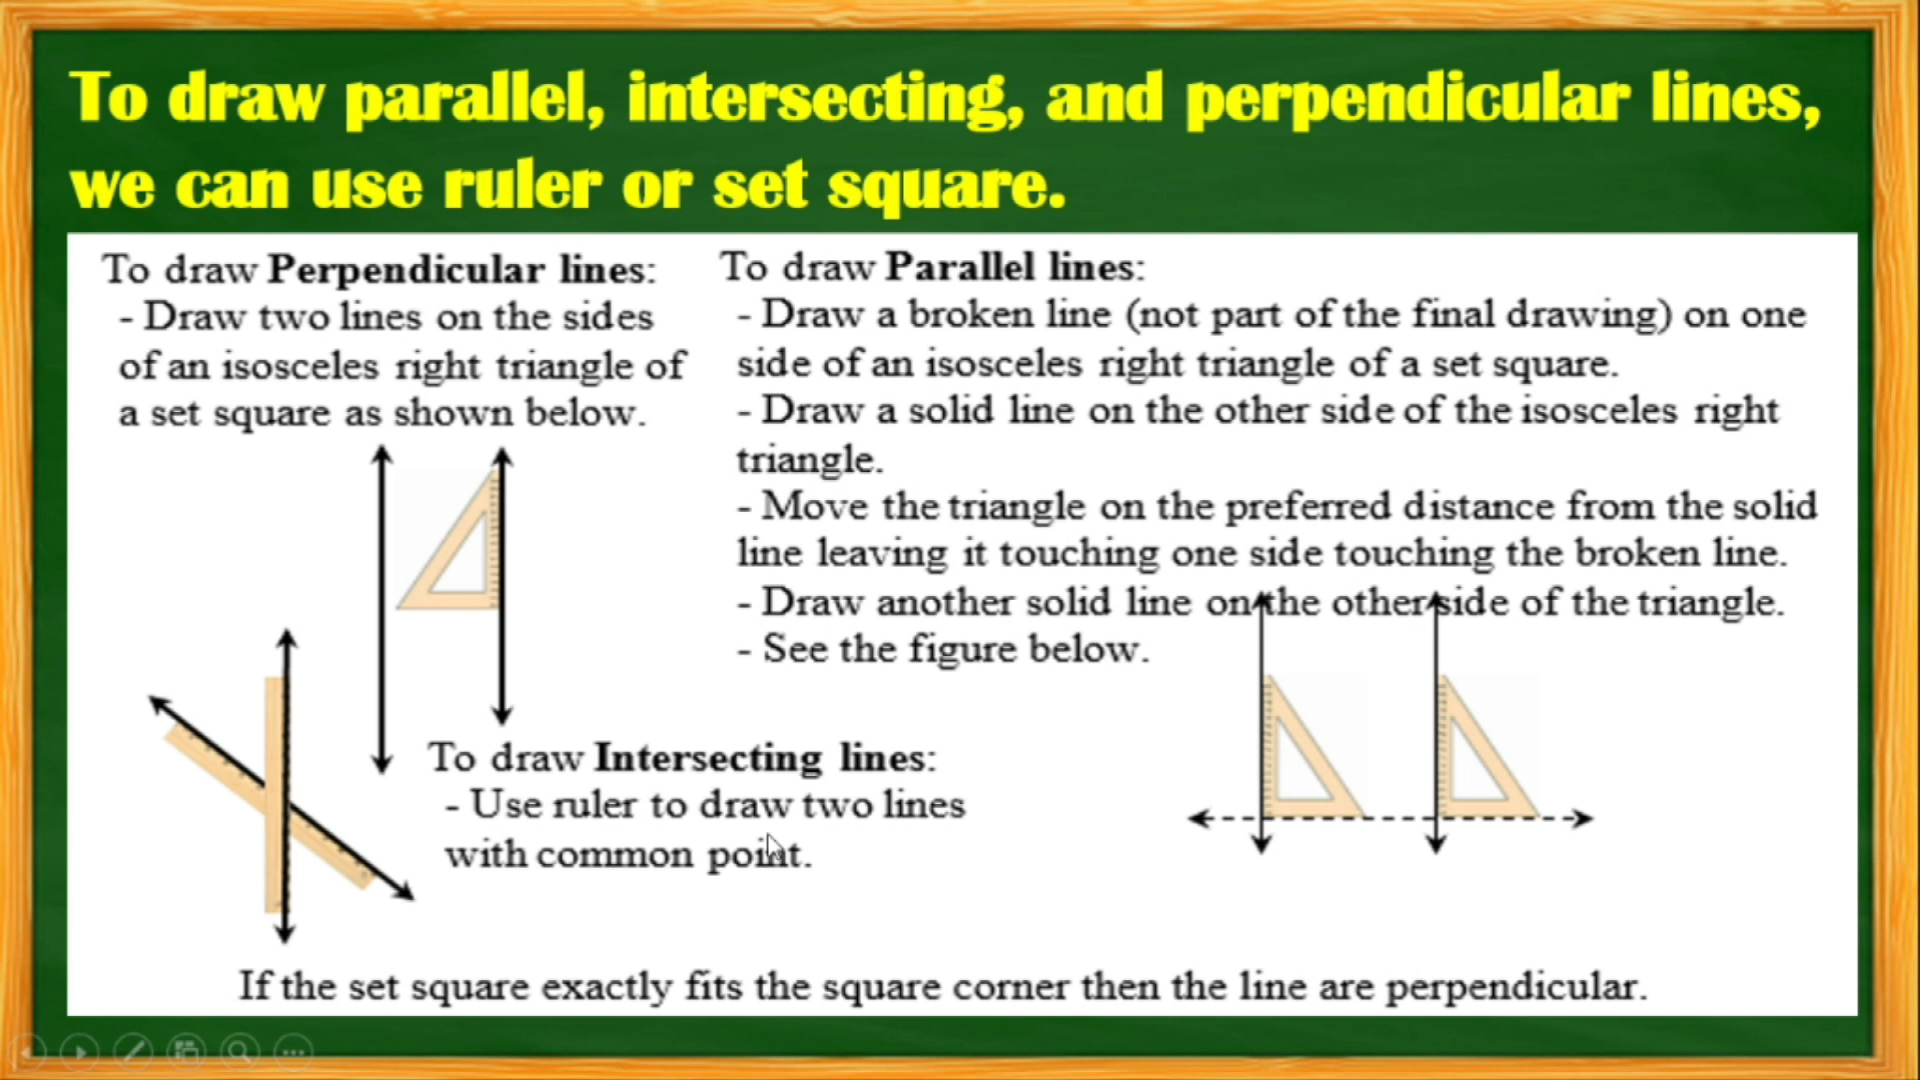 To draw parallel, intersecting, and perpendicular lines,
we can use ruler or set square.
To draw Perpendicular lines:
- Draw two lines on the sides
of an isosceles right triangle of
a set square as shown below.
To draw Parallel lines:
- Draw a broken line (not part of the final drawing) on one
side of an isosceles right triangle of a set square.
- Draw a solid line on the other side of the isosceles right
triangle.
- Move the triangle on the preferred distance from the solid
line leaving it touching one side touching the broken line.
- Draw another solid line on the other side of the triangle.
- See the figure below.
To draw Intersecting lines:
- Use ruler to draw two lines
with common point.
If the set square exactly fits the square corner then the line are perpendicular.